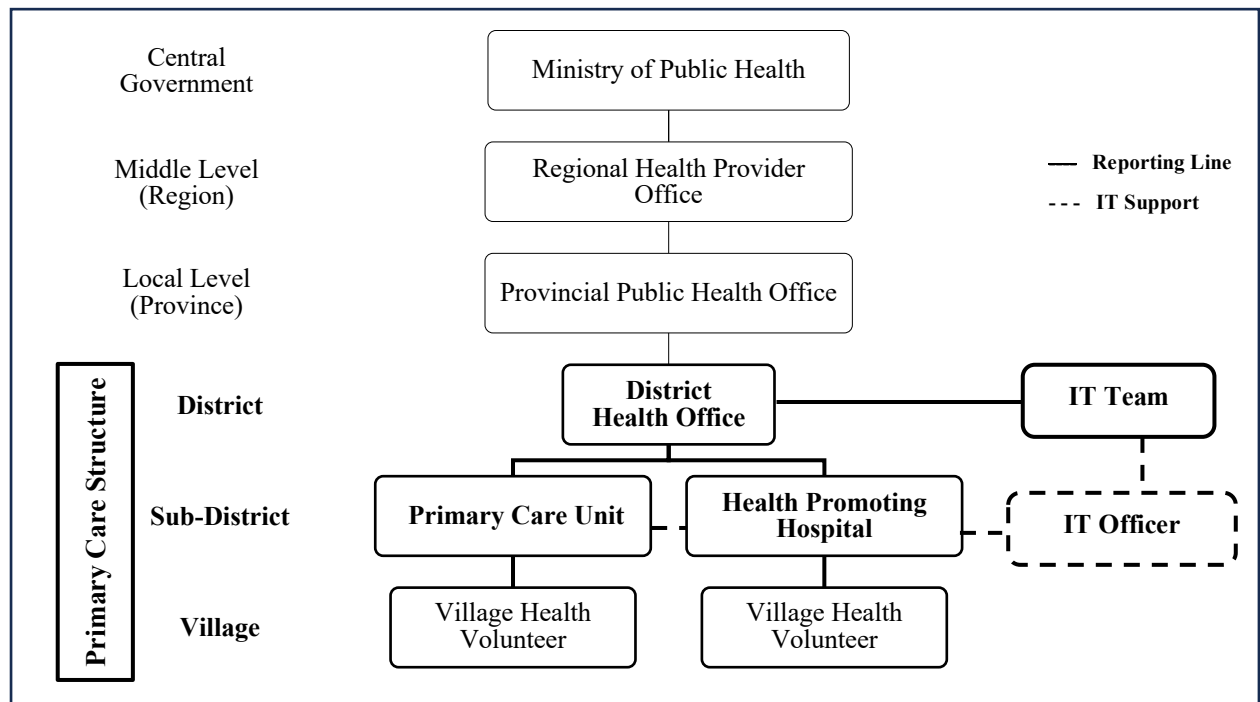 Central
Government
Ministry of Public Health
Middle Level
(Region)
Regional Health Provider
Office
Reporting Line
IT Support
Local Level
(Province)
Provincial Public Health Office
Primary Care Structure
District
District
Health Office
IT Team
Sub-District
Primary Care Unit
Health Promoting
Hospital
IT Officer
Village
Village Health
Volunteer
Village Health
Volunteer